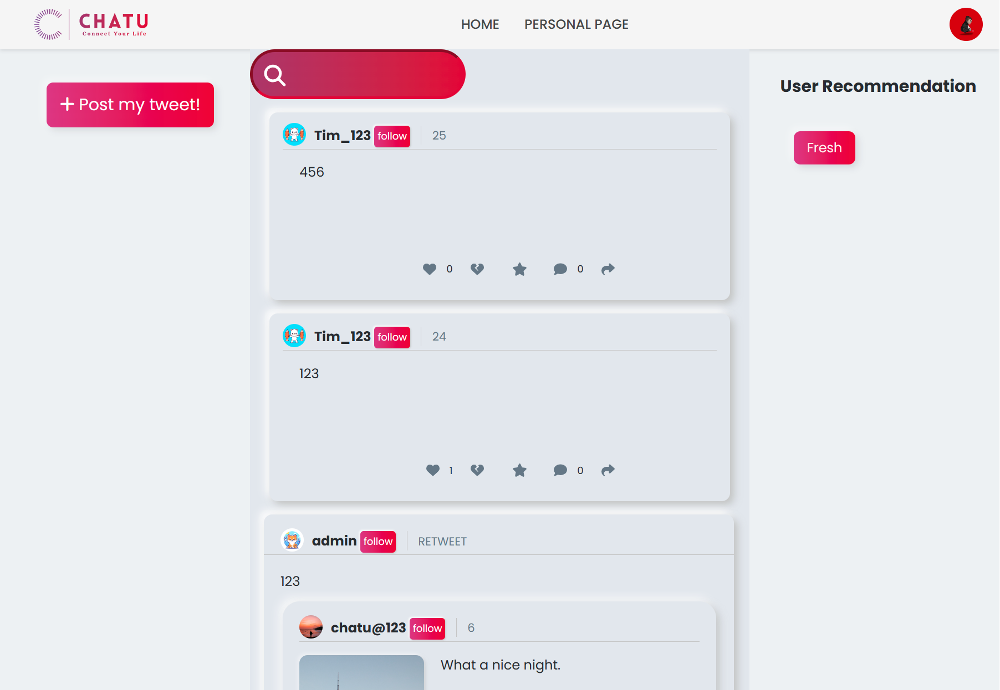 CHATU
Connect Your Life
HOME PERSONAL PAGE
+ Post my tweet!
Tim_123 follow 25
456
0 0
Tim_123 follow 24
123
1 0
admin follow RETWEET
123
chatu@123 follow 6
What a nice night.
User Recommendation
Fresh